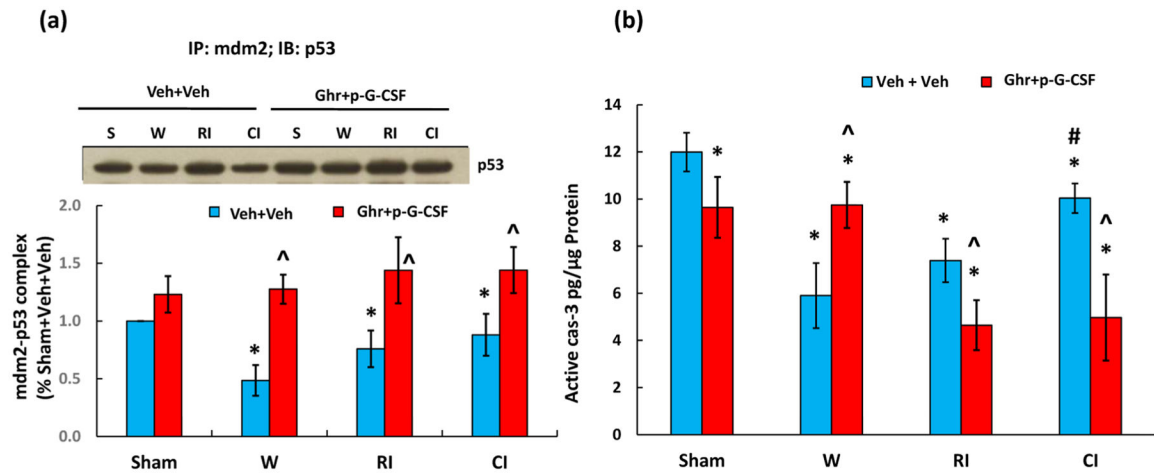 (a)
IP: mdm2; IB: p53
Veh+Veh Ghr+p-G-CSF
S W RI CI S W RI CI
p53
2.0
1.5
1.0
0.5
0.0
mdm2-p53 complex
(% Sham+Veh+Veh)
Veh+Veh Ghr+p-G-CSF
* ^ * ^ * ^
Sham W RI CI
(b)
Veh + Veh Ghr+p-G-CSF
14
12
10
8
6
4
2
0
Active cas-3 pg/µg Protein
* * ^ * * ^ * # * ^ *
Sham W RI CI